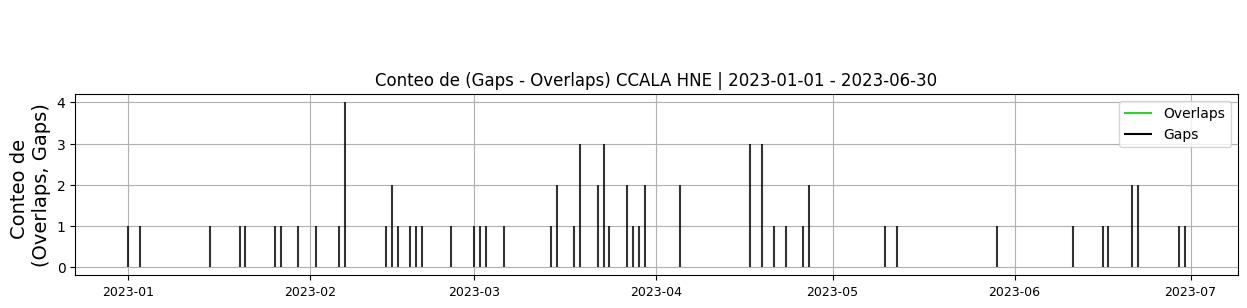 Conteo de (Gaps - Overlaps) CCALA HNE | 2023-01-01 - 2023-06-30
Conteo de
(Overlaps, Gaps)
4
3
2
1
0
Overlaps
Gaps
2023-01
2023-02
2023-03
2023-04
2023-05
2023-06
2023-07